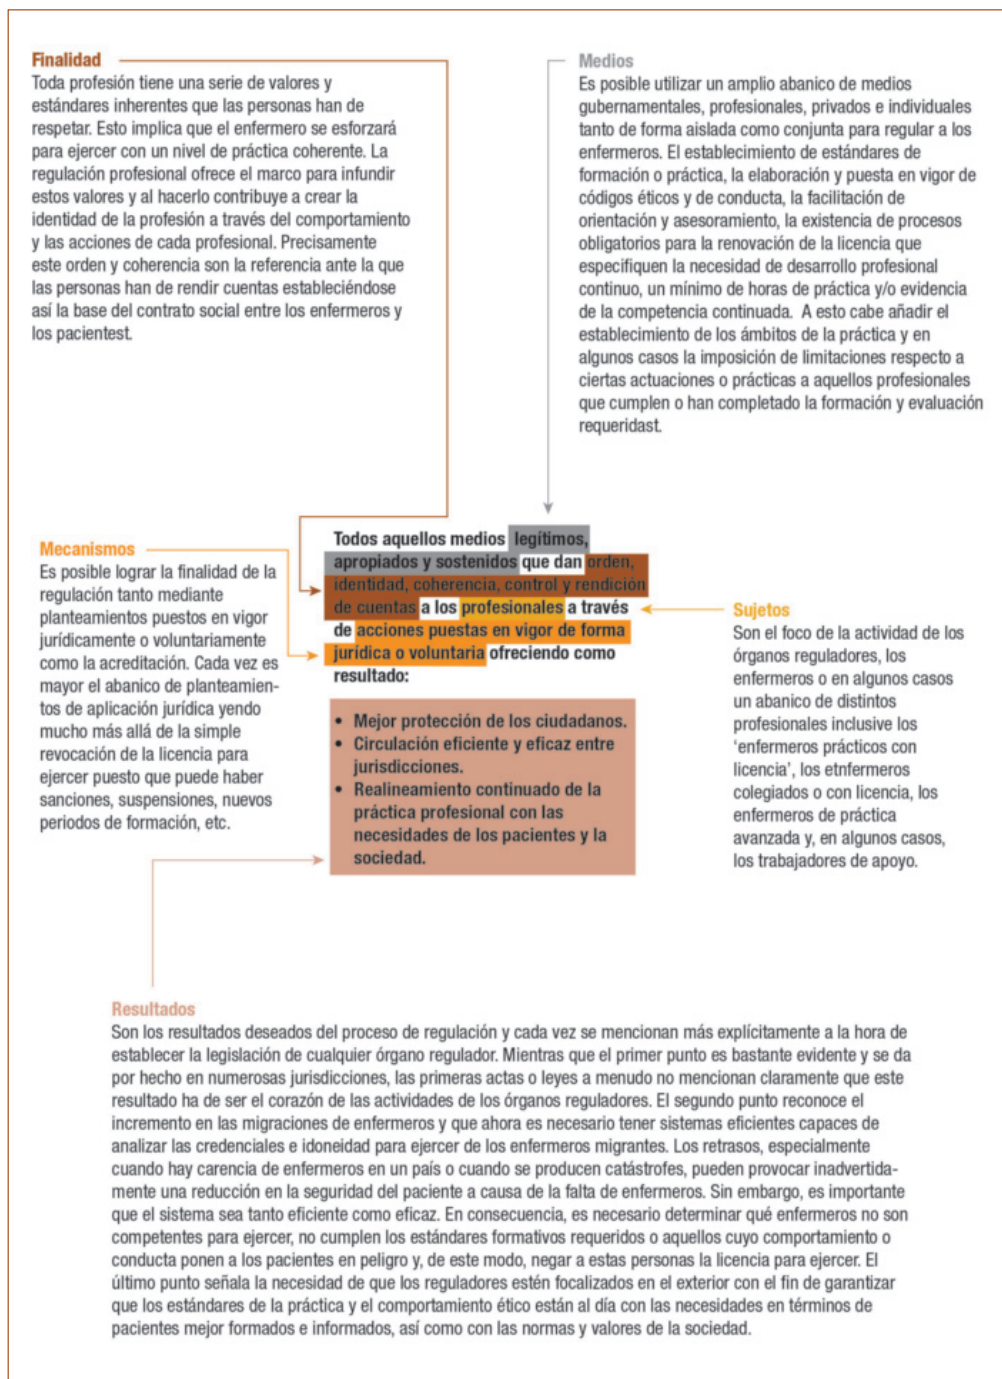 Finalidad
Toda profesión tiene una serie de valores y
estándares inherentes que las personas han de
respetar. Esto implica que el enfermero se esforzará
para ejercer con un nivel de práctica coherente. La
regulación profesional ofrece el marco para infundir
estos valores y al hacerlo contribuye a crear la
identidad de la profesión a través del comportamiento
y las acciones de cada profesional. Precisamente
este orden y coherencia son la referencia ante la que
las personas han de rendir cuentas estableciéndose
así la base del contrato social entre los enfermeros y
los pacientest.
Medios
Es posible utilizar un amplio abanico de medios
gubernamentales, profesionales, privados e individuales
tanto de forma aislada como conjunta para regular a los
enfermeros. El establecimiento de estándares de
formación o práctica, la elaboración y puesta en vigor de
códigos éticos y de conducta, la facilitación de
orientación y asesoramiento, la existencia de procesos
obligatorios para la renovación de la licencia que
especifiquen la necesidad de desarrollo profesional
continuo, un mínimo de horas de práctica y/o evidencia
de la competencia continuada. A esto cabe añadir el
establecimiento de los ámbitos de la práctica y en
algunos casos la imposición de limitaciones respecto a
ciertas actuaciones o prácticas a aquellos profesionales
que cumplen o han completado la formación y evaluación
requeridast.
Mecanismos
Es posible lograr la finalidad de la
regulación tanto mediante
planteamientos puestos en vigor
jurídicamente o voluntariamente
como la acreditación. Cada vez es
mayor el abanico de planteamien-
tos de aplicación jurídica yendo
mucho más allá de la simple
revocación de la licencia para
ejercer puesto que puede haber
sanciones, suspensiones, nuevos
periodos de formación, etc.
Todos aquellos medios legítimos,
apropiados y sostenidos que dan orden,
identidad, coherencia, control y rendición
de cuentas a los profesionales a través
de acciones puestas en vigor de forma
jurídica o voluntaria ofreciendo como
resultado:
• Mejor protección de los ciudadanos.
• Circulación eficiente y eficaz entre
jurisdicciones.
• Realineamiento continuado de la
práctica profesional con las
necesidades de los pacientes y la
sociedad.
Sujetos
Son el foco de la actividad de los
órganos reguladores, los
enfermeros o en algunos casos
un abanico de distintos
profesionales inclusive los
‘enfermeros prácticos con
licencia’, los etnfermeros
colegiados o con licencia, los
enfermeros de práctica
avanzada y, en algunos casos,
los trabajadores de apoyo.
Resultados
Son los resultados deseados del proceso de regulación y cada vez se mencionan más explícitamente a la hora de
establecer la legislación de cualquier órgano regulador. Mientras que el primer punto es bastante evidente y se da
por hecho en numerosas jurisdicciones, las primeras actas o leyes a menudo no mencionan claramente que este
resultado ha de ser el corazón de las actividades de los órganos reguladores. El segundo punto reconoce el
incremento en las migraciones de enfermeros y que ahora es necesario tener sistemas eficientes capaces de
analizar las credenciales e idoneidad para ejercer de los enfermeros migrantes. Los retrasos, especialmente
cuando hay carencia de enfermeros en un país o cuando se producen catástrofes, pueden provocar inadvertida-
mente una reducción en la seguridad del paciente a causa de la falta de enfermeros. Sin embargo, es importante
que el sistema sea tanto eficiente como eficaz. En consecuencia, es necesario determinar qué enfermeros no son
competentes para ejercer, no cumplen los estándares formativos requeridos o aquellos cuyo comportamiento o
conducta ponen a los pacientes en peligro y, de este modo, negar a estas personas la licencia para ejercer. El
último punto señala la necesidad de que los reguladores estén focalizados en el exterior con el fin de garantizar
que los estándares de la práctica y el comportamiento ético están al día con las necesidades en términos de
pacientes mejor formados e informados, así como con las normas y valores de la sociedad.